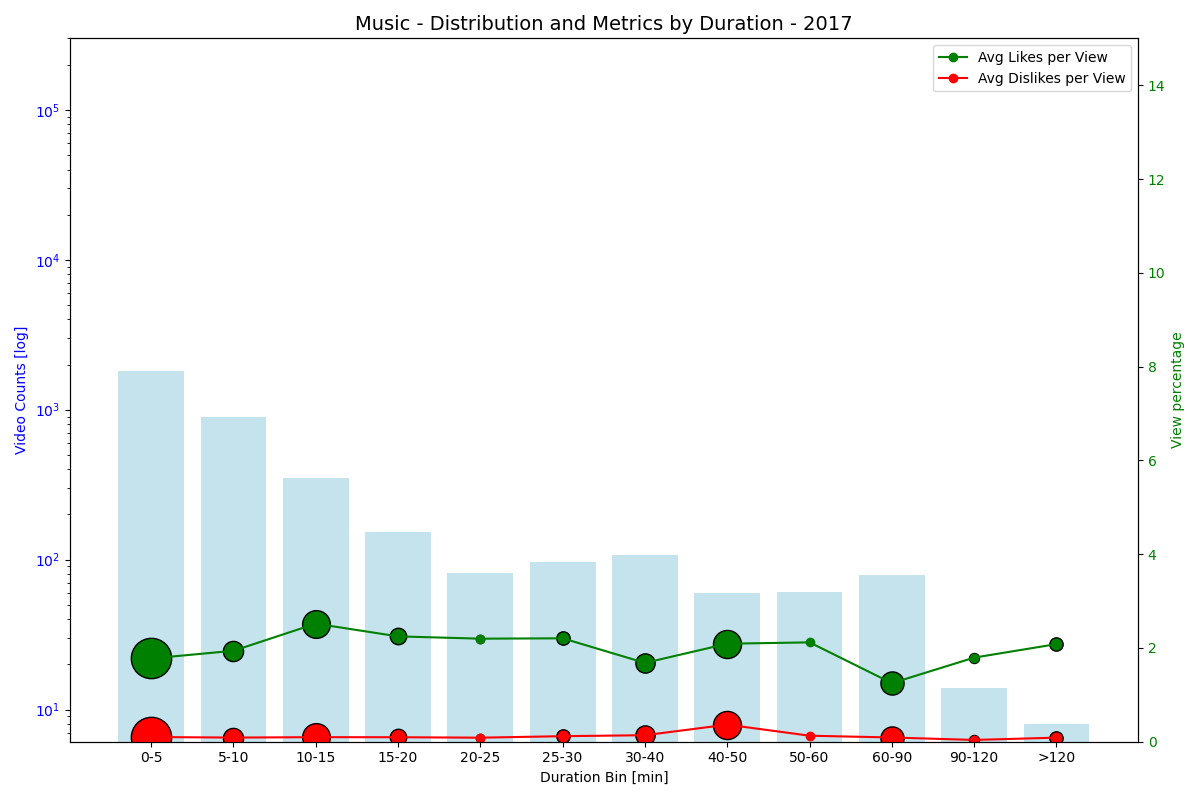 Music - Distribution and Metrics by Duration - 2017
Avg Likes per View
Avg Dislikes per View
Video Counts [log]
10^5
10^4
10^3
10^2
10^1
14
12
10
8
6
4
2
0
View percentage
0-5 5-10 10-15 15-20 20-25 25-30 30-40 40-50 50-60 60-90 90-120 >120
Duration Bin [min]